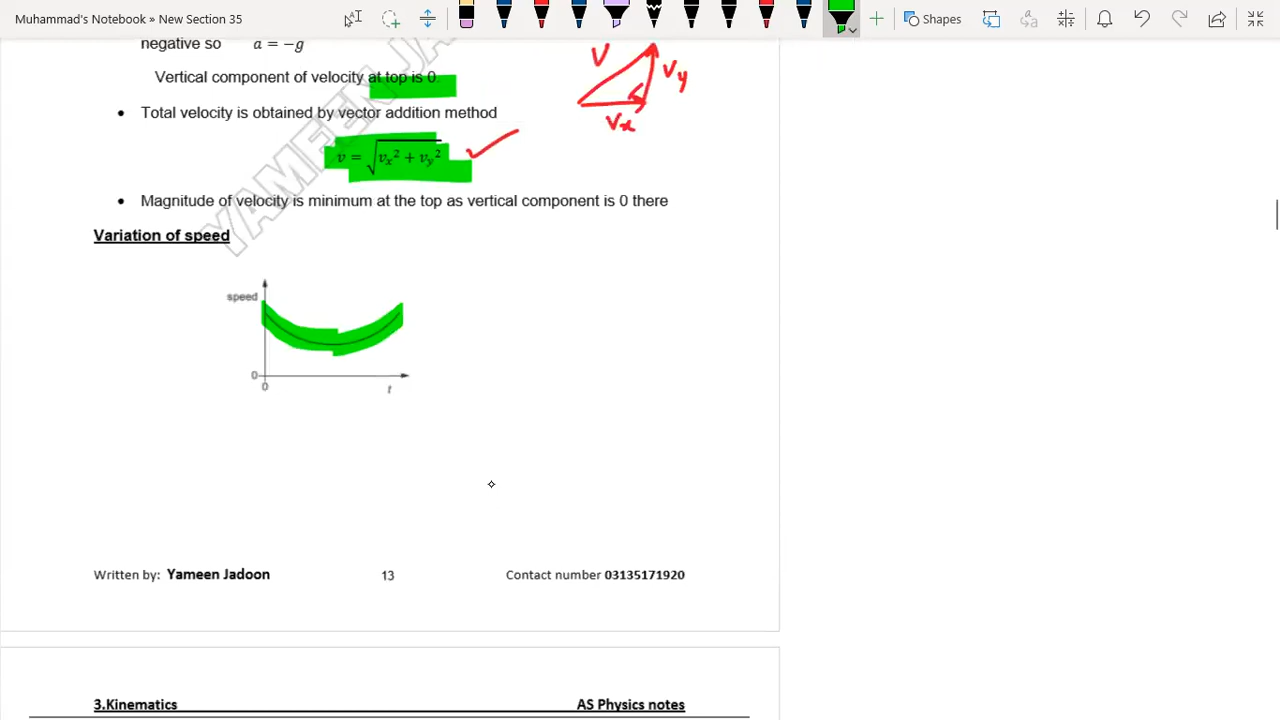 Muhammad's Notebook » New Section 35
Shapes
negative so a = −g
V
Vy
Vx
Vertical component of velocity at top is 0.
Total velocity is obtained by vector addition method
v = √vx² + vy²
Magnitude of velocity is minimum at the top as vertical component is 0 there
Variation of speed
speed
0
0
t
Written by: Yameen Jadoon 13 Contact number 03135171920
3.Kinematics AS Physics notes
YAMEEN JA